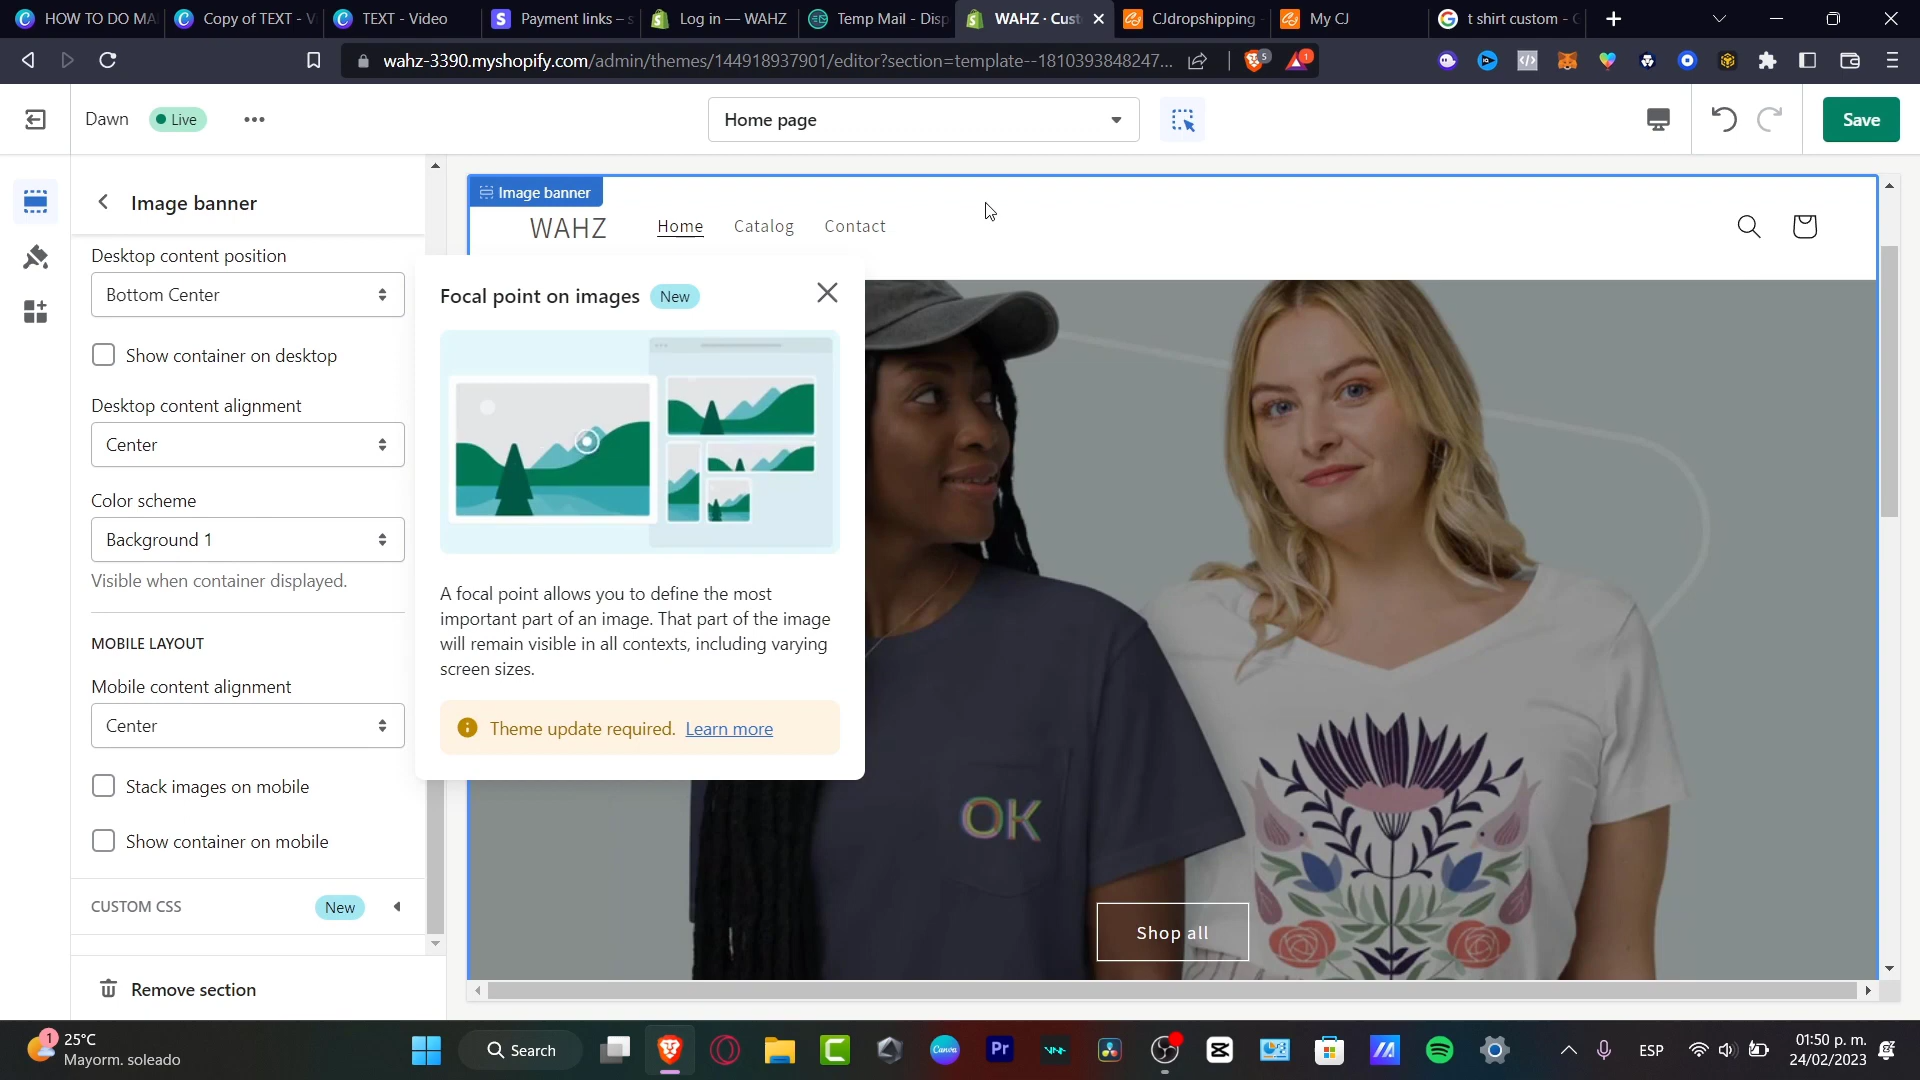 HOW TO DO MA
Copy of TEXT - V
TEXT - Video
Payment links – s
Log in — WAHZ
Temp Mail - Disp
WAHZ · Cust
CJdropshipping
My CJ
t shirt custom - G
wahz-3390.myshopify.com/admin/themes/144918937901/editor?section=template--1810393848247...
5
1
Dawn
Live
Home page
Save
Image banner
Desktop content position
Bottom Center
Show container on desktop
Desktop content alignment
Center
Color scheme
Background 1
Visible when container displayed.
MOBILE LAYOUT
Mobile content alignment
Center
Stack images on mobile
Show container on mobile
CUSTOM CSS
New
Remove section
Focal point on images
New
A focal point allows you to define the most
important part of an image. That part of the image
will remain visible in all contexts, including varying
screen sizes.
Theme update required. Learn more
Image banner
WAHZ
Home
Catalog
Contact
OK
Shop all
1
25°C
Mayorm. soleado
Search
Canva
Pr
ESP
01:50 p. m.
24/02/2023